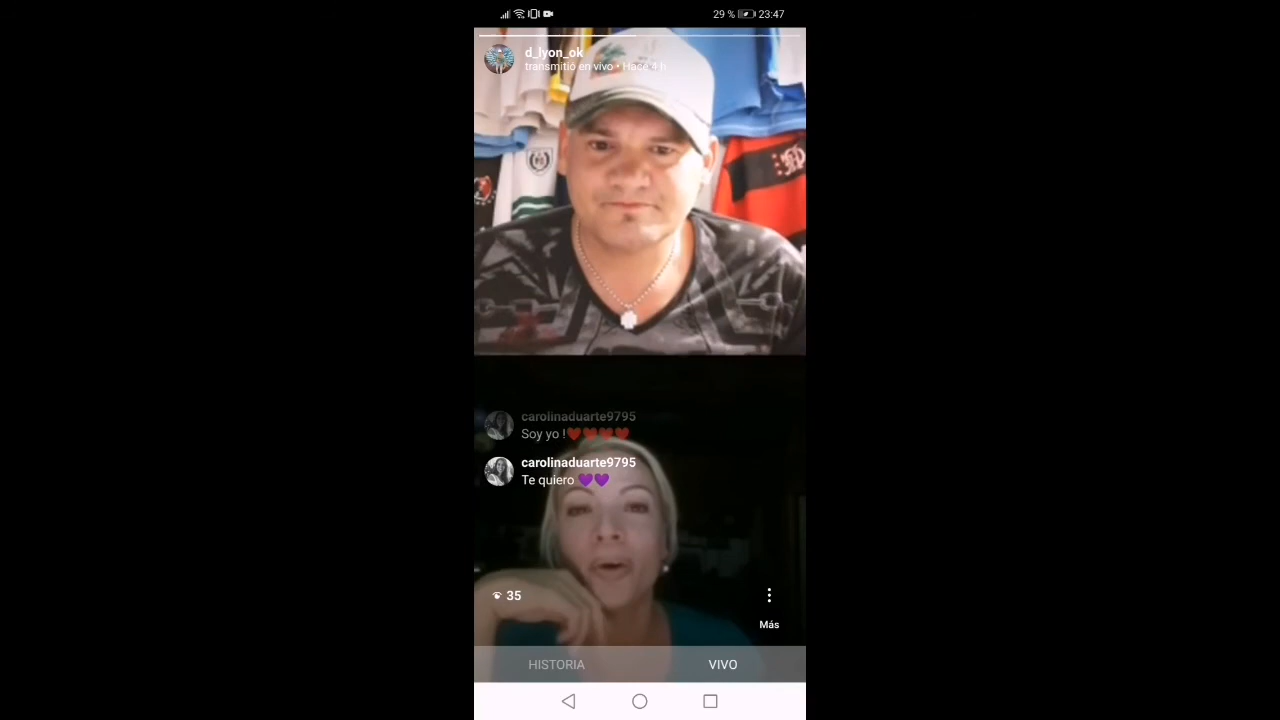 29 % 23:47
d_lyon_ok
transmitió en vivo • Hace 4 h
carolinaduarte9795
Soy yo !❤️❤️❤️❤️
carolinaduarte9795
Te quiero 💜💜
35
Más
HISTORIA VIVO